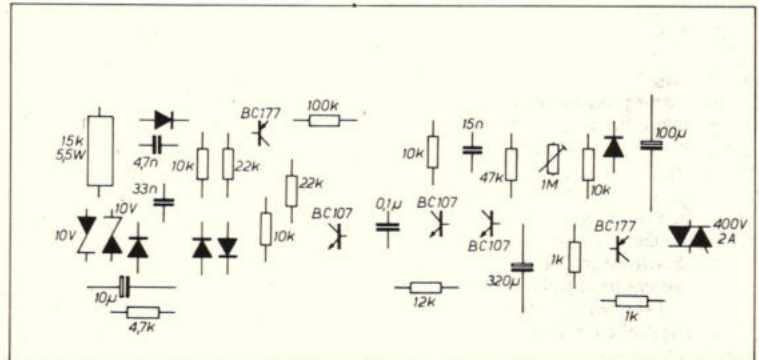 BC177
100k
15k
5,5W
4,7n
10k
22k
10k
15n
47k
1M
10k
100µ
33n
22k
10V
10V
10k
BC107
0,1µ
BC107
BC107
BC177
400V
2A
10µ
4,7k
12k
320µ
1k
1k